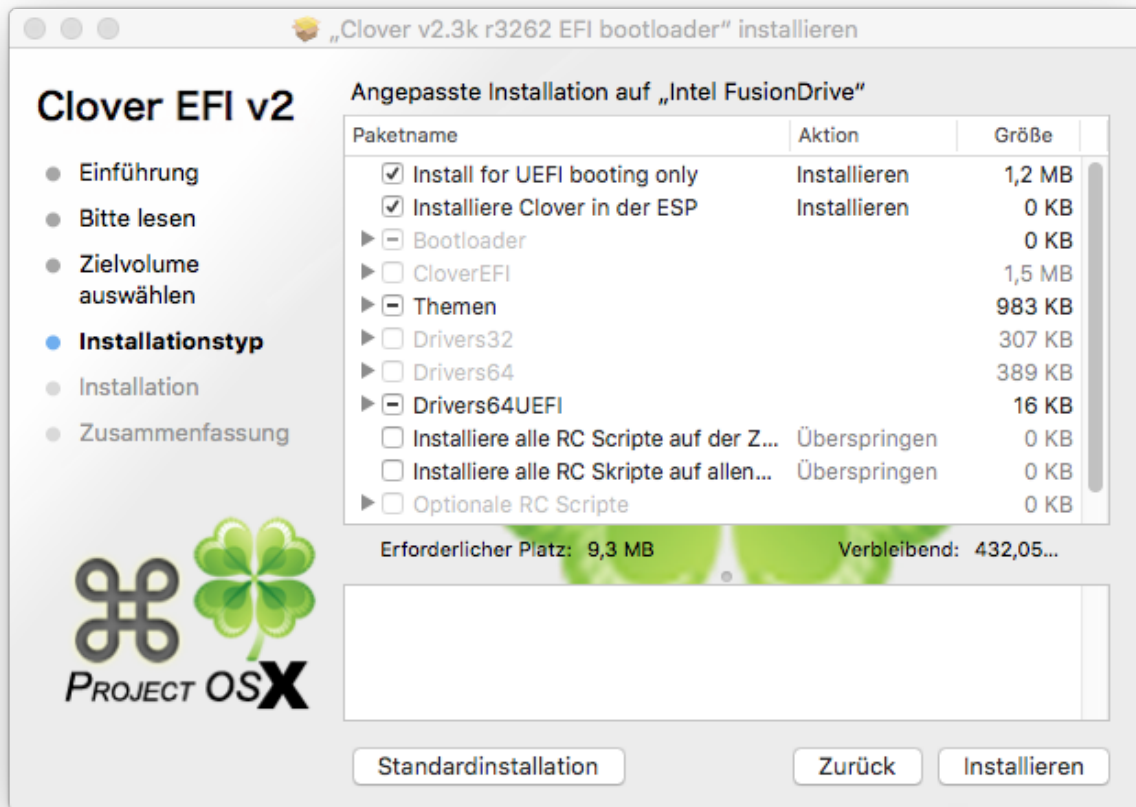 „Clover v2.3k r3262 EFI bootloader“ installieren
Clover EFI v2
Einführung
Bitte lesen
Zielvolume
auswählen
Installationstyp
Installation
Zusammenfassung
PROJECT OSX
Angepasste Installation auf „Intel FusionDrive“
Paketname Aktion Größe
Install for UEFI booting only Installieren 1,2 MB
Installiere Clover in der ESP Installieren 0 KB
Bootloader 0 KB
CloverEFI 1,5 MB
Themen 983 KB
Drivers32 307 KB
Drivers64 389 KB
Drivers64UEFI 16 KB
Installiere alle RC Scripte auf der Z... Überspringen 0 KB
Installiere alle RC Skripte auf allen... Überspringen 0 KB
Optionale RC Scripte 0 KB
Erforderlicher Platz: 9,3 MB Verbleibend: 432,05...
Standardinstallation Zurück Installieren